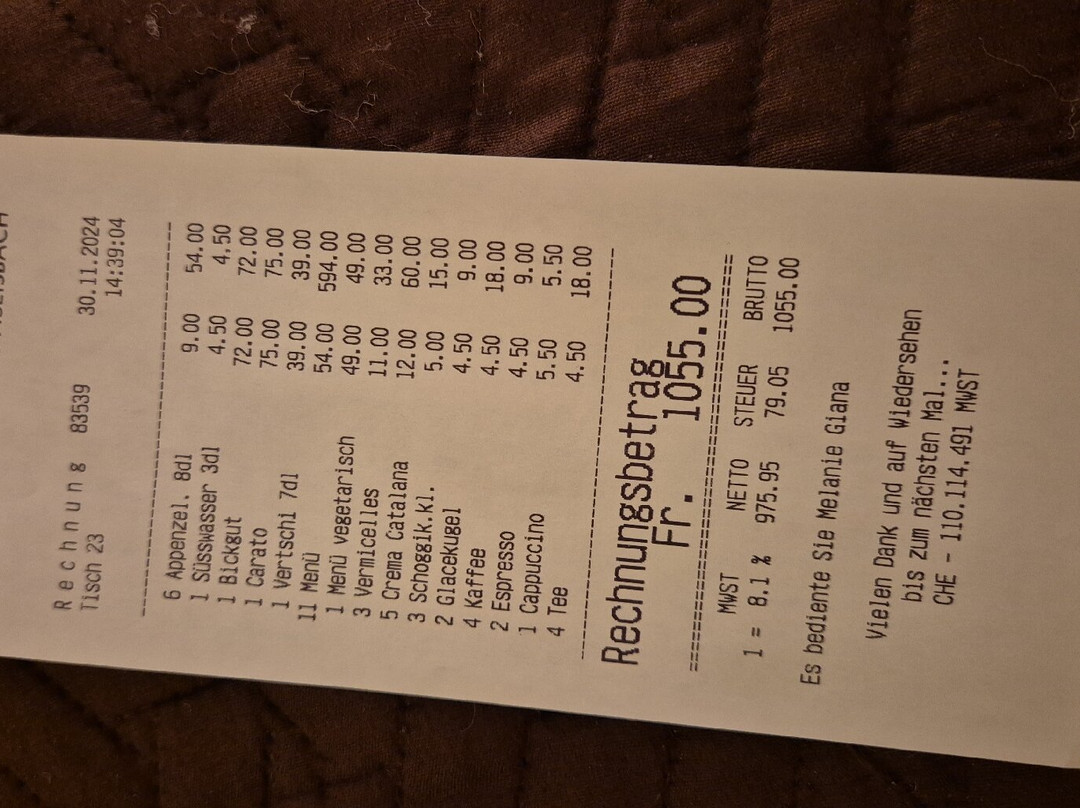 Rechnung 83539 30.11.2024
Tisch 23 14:39:04
6 Appenzel. 8dl 9.00 54.00
1 Süsswasser 3dl 4.50 4.50
1 Bickgut 72.00 72.00
1 Carato 75.00 75.00
1 Vertschi 7dl 39.00 39.00
11 Menü 54.00 594.00
1 Menü vegetarisch 49.00 49.00
3 Vermicelles 11.00 33.00
5 Crema Catalana 12.00 60.00
3 Schoggik.kl. 5.00 15.00
2 Glacekugel 4.50 9.00
4 Kaffee 4.50 18.00
2 Espresso 4.50 9.00
1 Cappuccino 5.50 5.50
4 Tee 4.50 18.00
Rechnungsbetrag
Fr. 1055.00
MWST NETTO STEUER BRUTTO
1 = 8.1 % 975.95 79.05 1055.00
Es bediente Sie Melanie Giana
Vielen Dank und auf Wiedersehen
bis zum nächsten Mal...
CHE - 110.114.491 MWST